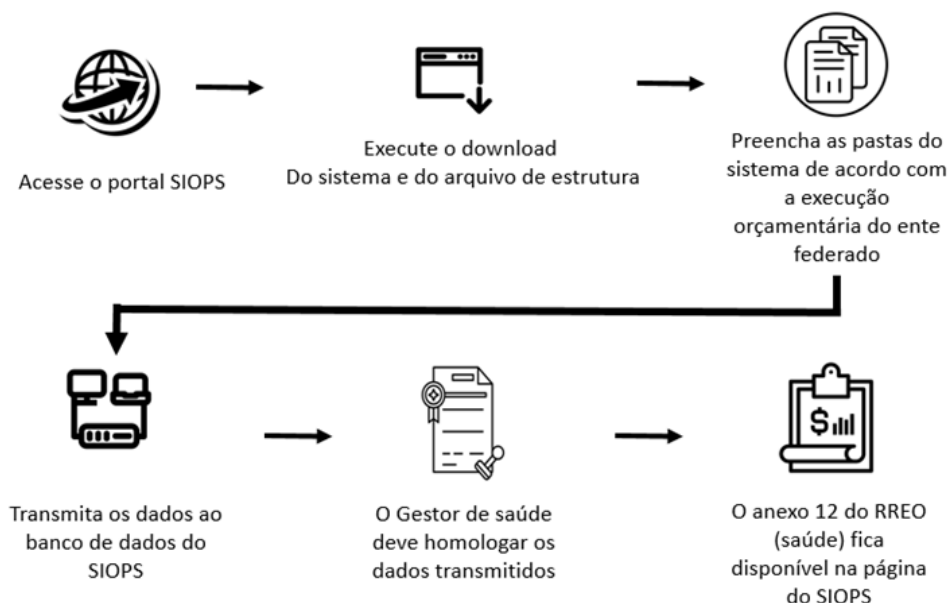 Acesse o portal SIOPS
Execute o download
Do sistema e do arquivo de estrutura
Preencha as pastas do
sistema de acordo com
a execução
orçamentária do ente
federado
Transmita os dados ao
banco de dados do
SIOPS
O Gestor de saúde
deve homologar os
dados transmitidos
$
O anexo 12 do RREO
(saúde) fica
disponível na página
do SIOPS